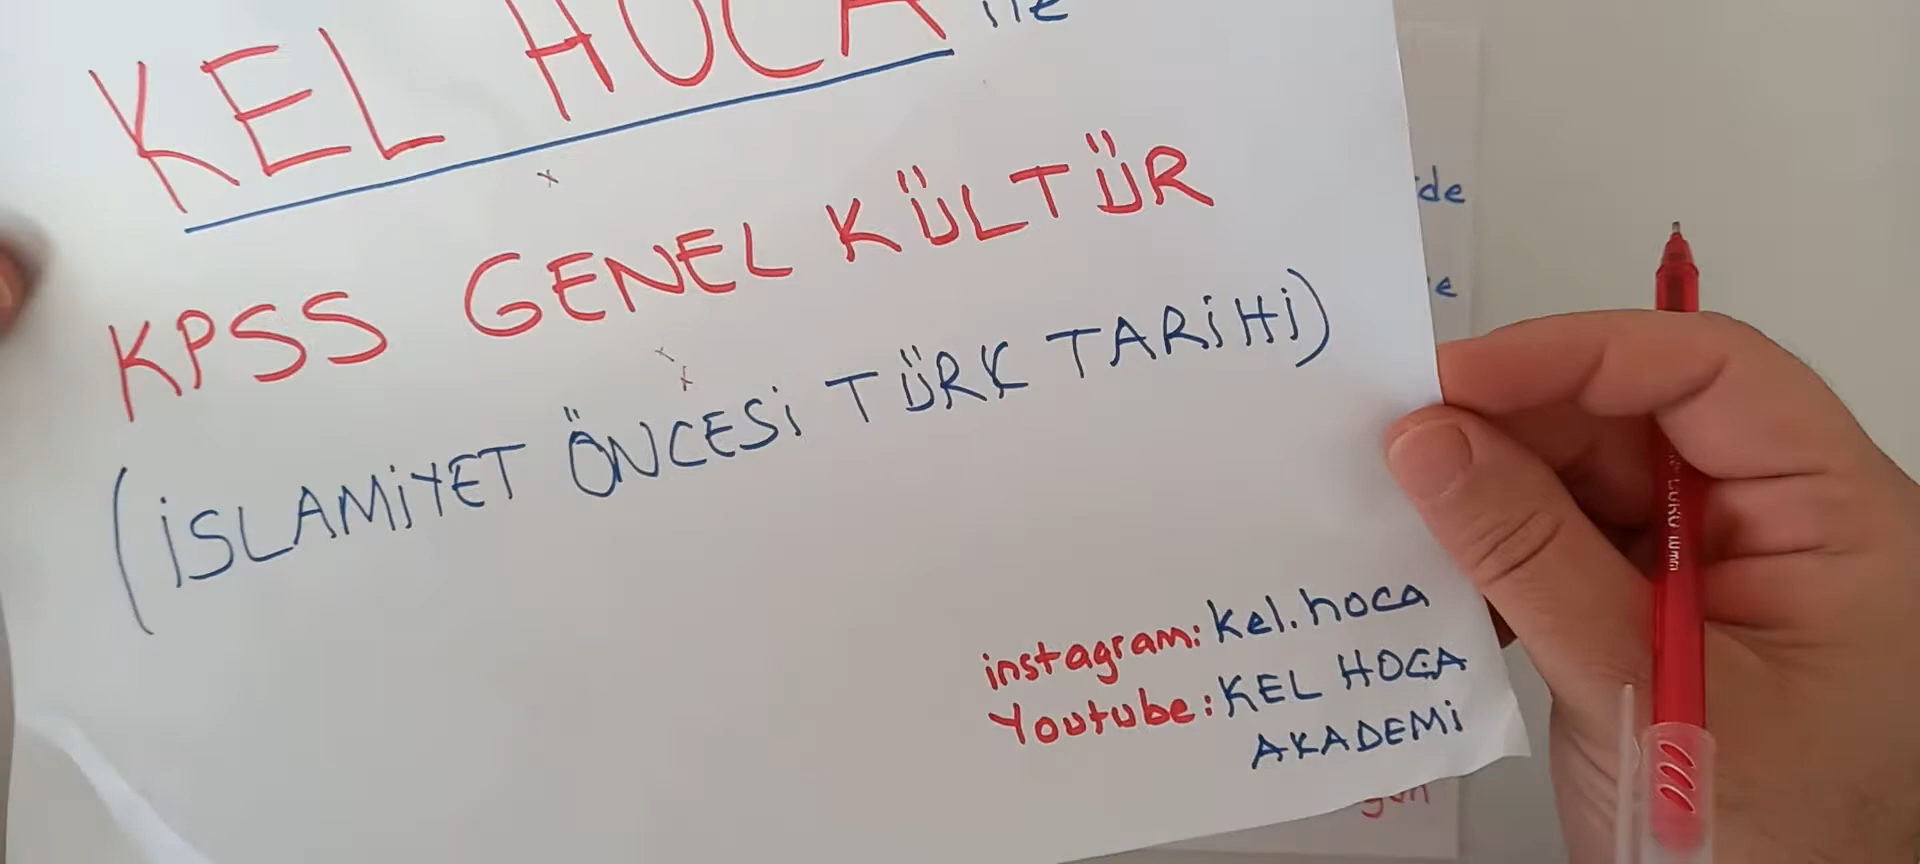 KEL HOCA ile
KPSS GENEL KÜLTÜR
(İSLAMİYET ÖNCESİ TÜRK TARİHİ)
instagram: Kel.hoca
Youtube: KEL HOCA
AKADEMİ
de
e